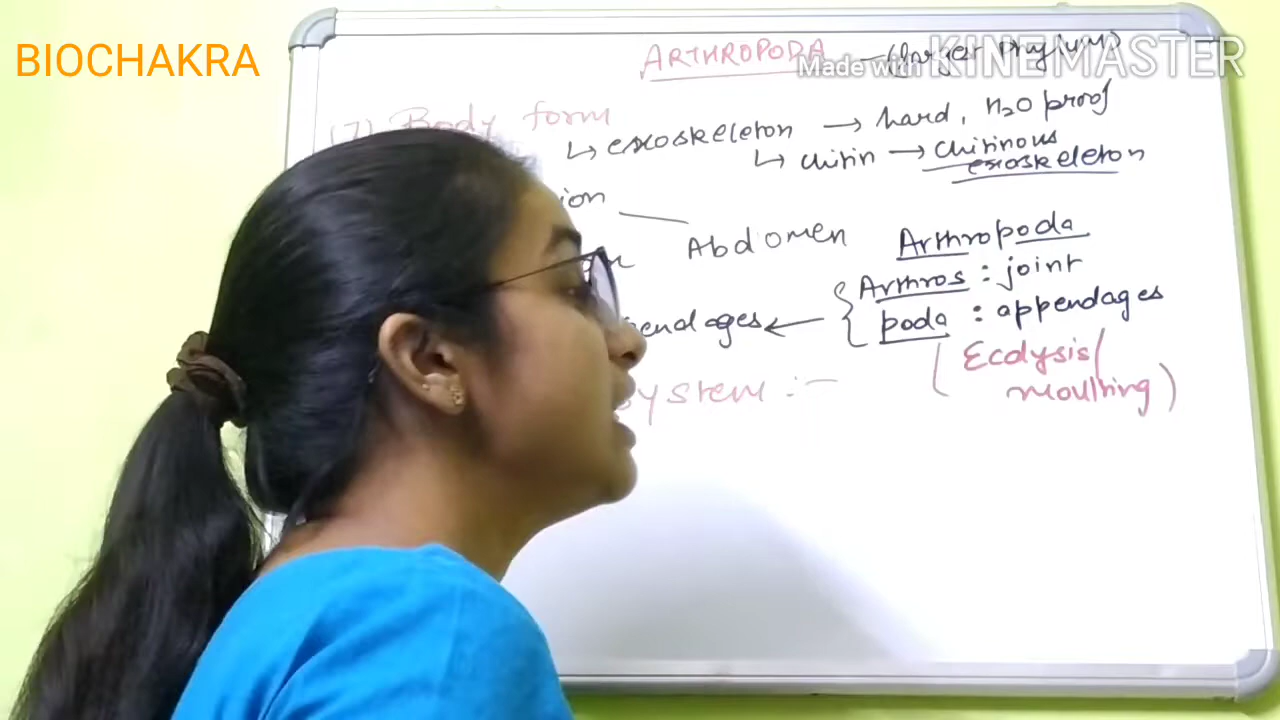 BIOCHAKRA
ARTHROPODA
Made with KINEMASTER
(7) Body form
↳ exoskeleton → hard, H2O proof
↳ chitin → chitinous
exoskeleton
Abdomen
Arthropoda
Arthros : joint
poda : appendages
Ecdysis/
moulting)
system :-